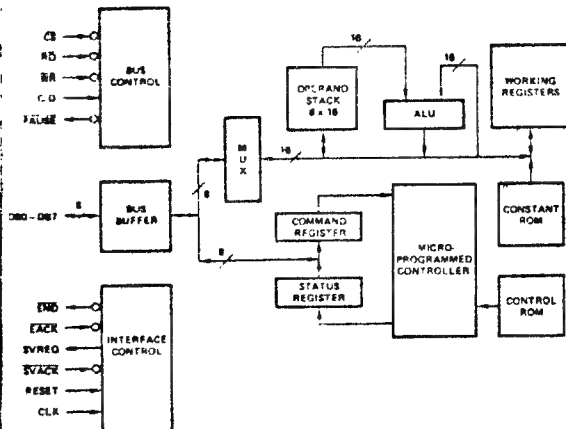 CS
RD
WR
C/D
PAUSE
BUS
CONTROL
DB0-DB7
8
BUS
BUFFER
8
8
MUX
16
16
16
OPERAND
STACK
8 x 16
ALU
WORKING
REGISTERS
CONSTANT
ROM
COMMAND
REGISTER
STATUS
REGISTER
MICRO-
PROGRAMMED
CONTROLLER
CONTROL
ROM
END
EACK
SVREQ
SVACK
RESET
CLK
INTERFACE
CONTROL